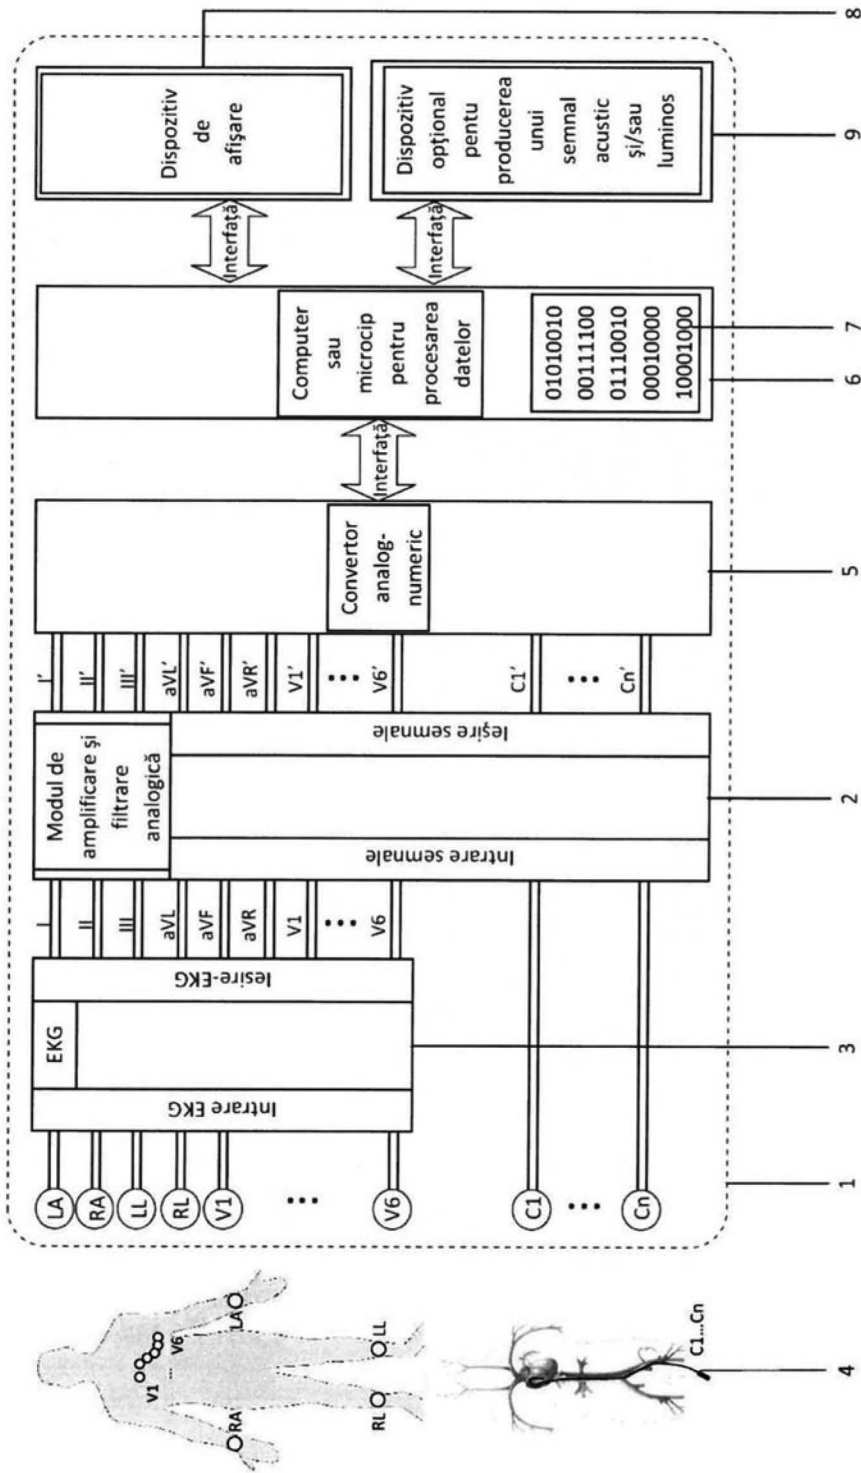 V1
V6
RA
LA
RL
LL
C1...Cn
LA
RA
LL
RL
V1
...
V6
C1
...
Cn
Intrare EKG
EKG
Iesire-EKG
I
II
III
aVL
aVF
aVR
V1
...
V6
Intrare semnale
Modul de
amplificare și
filtrare
analogică
Ieșire semnale
I'
II'
III'
aVL'
aVF'
aVR'
V1'
...
V6'
C1'
...
Cn'
Convertor
analog-
numeric
Interfață
Computer
sau
microcip
pentru
procesarea
datelor
01010010
00111100
01110010
00010000
10001000
Interfață
Interfață
Dispozitiv
de
afișare
Dispozitiv
opțional
pentu
producerea
unui
semnal
acustic
și/sau
luminos
4
1
3
2
5
6
7
9
8